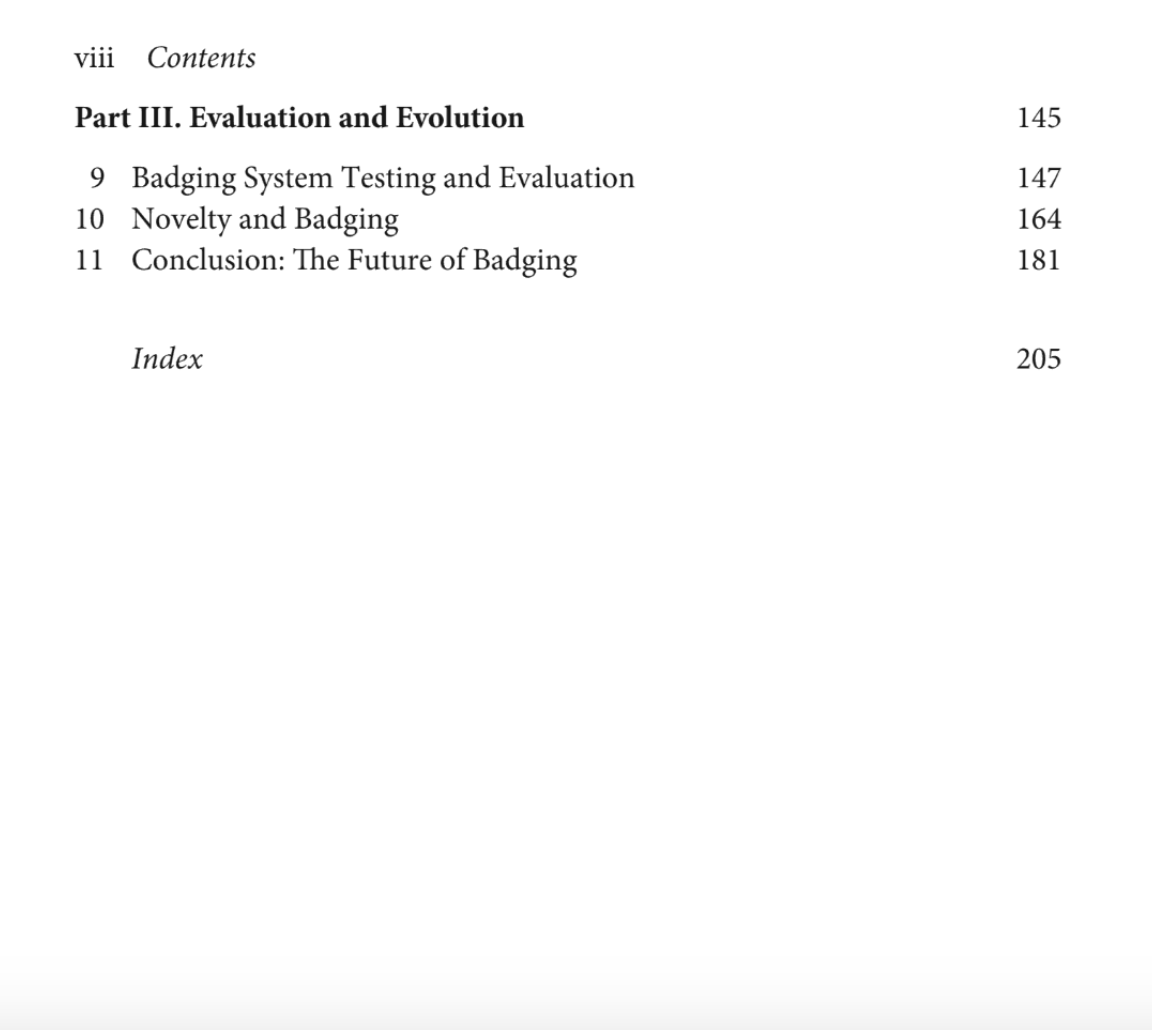 viii Contents
Part III. Evaluation and Evolution 145
9 Badging System Testing and Evaluation 147
10 Novelty and Badging 164
11 Conclusion: The Future of Badging 181
Index 205